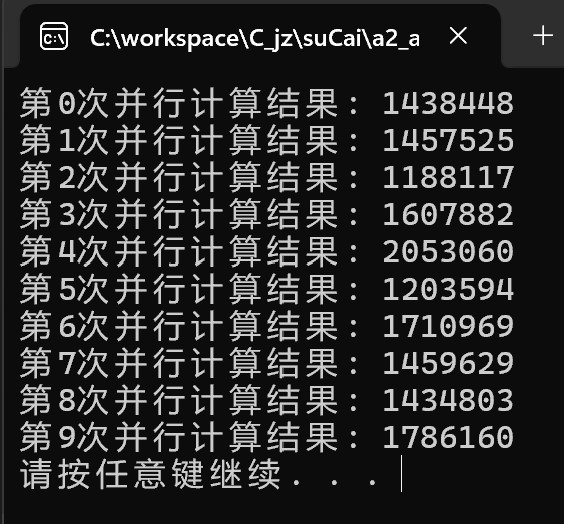 C:\workspace\C_jz\suCai\a2_a
第0次并行计算结果：1438448
第1次并行计算结果：1457525
第2次并行计算结果：1188117
第3次并行计算结果：1607882
第4次并行计算结果：2053060
第5次并行计算结果：1203594
第6次并行计算结果：1710969
第7次并行计算结果：1459629
第8次并行计算结果：1434803
第9次并行计算结果：1786160
请按任意键继续. . .